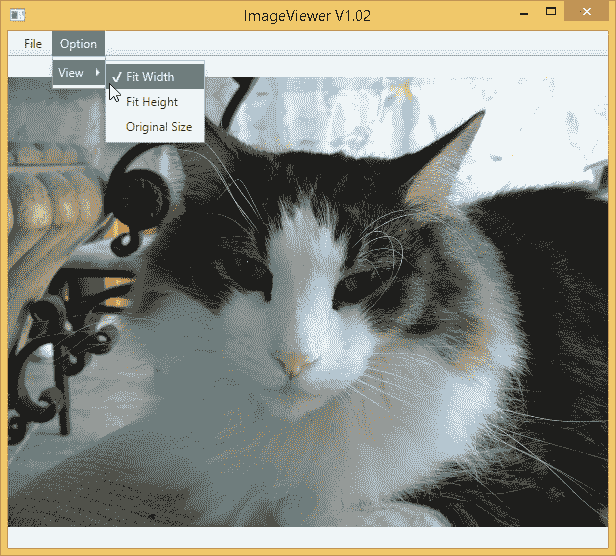 ImageViewer V1.02
File Option
View
Fit Width
Fit Height
Original Size